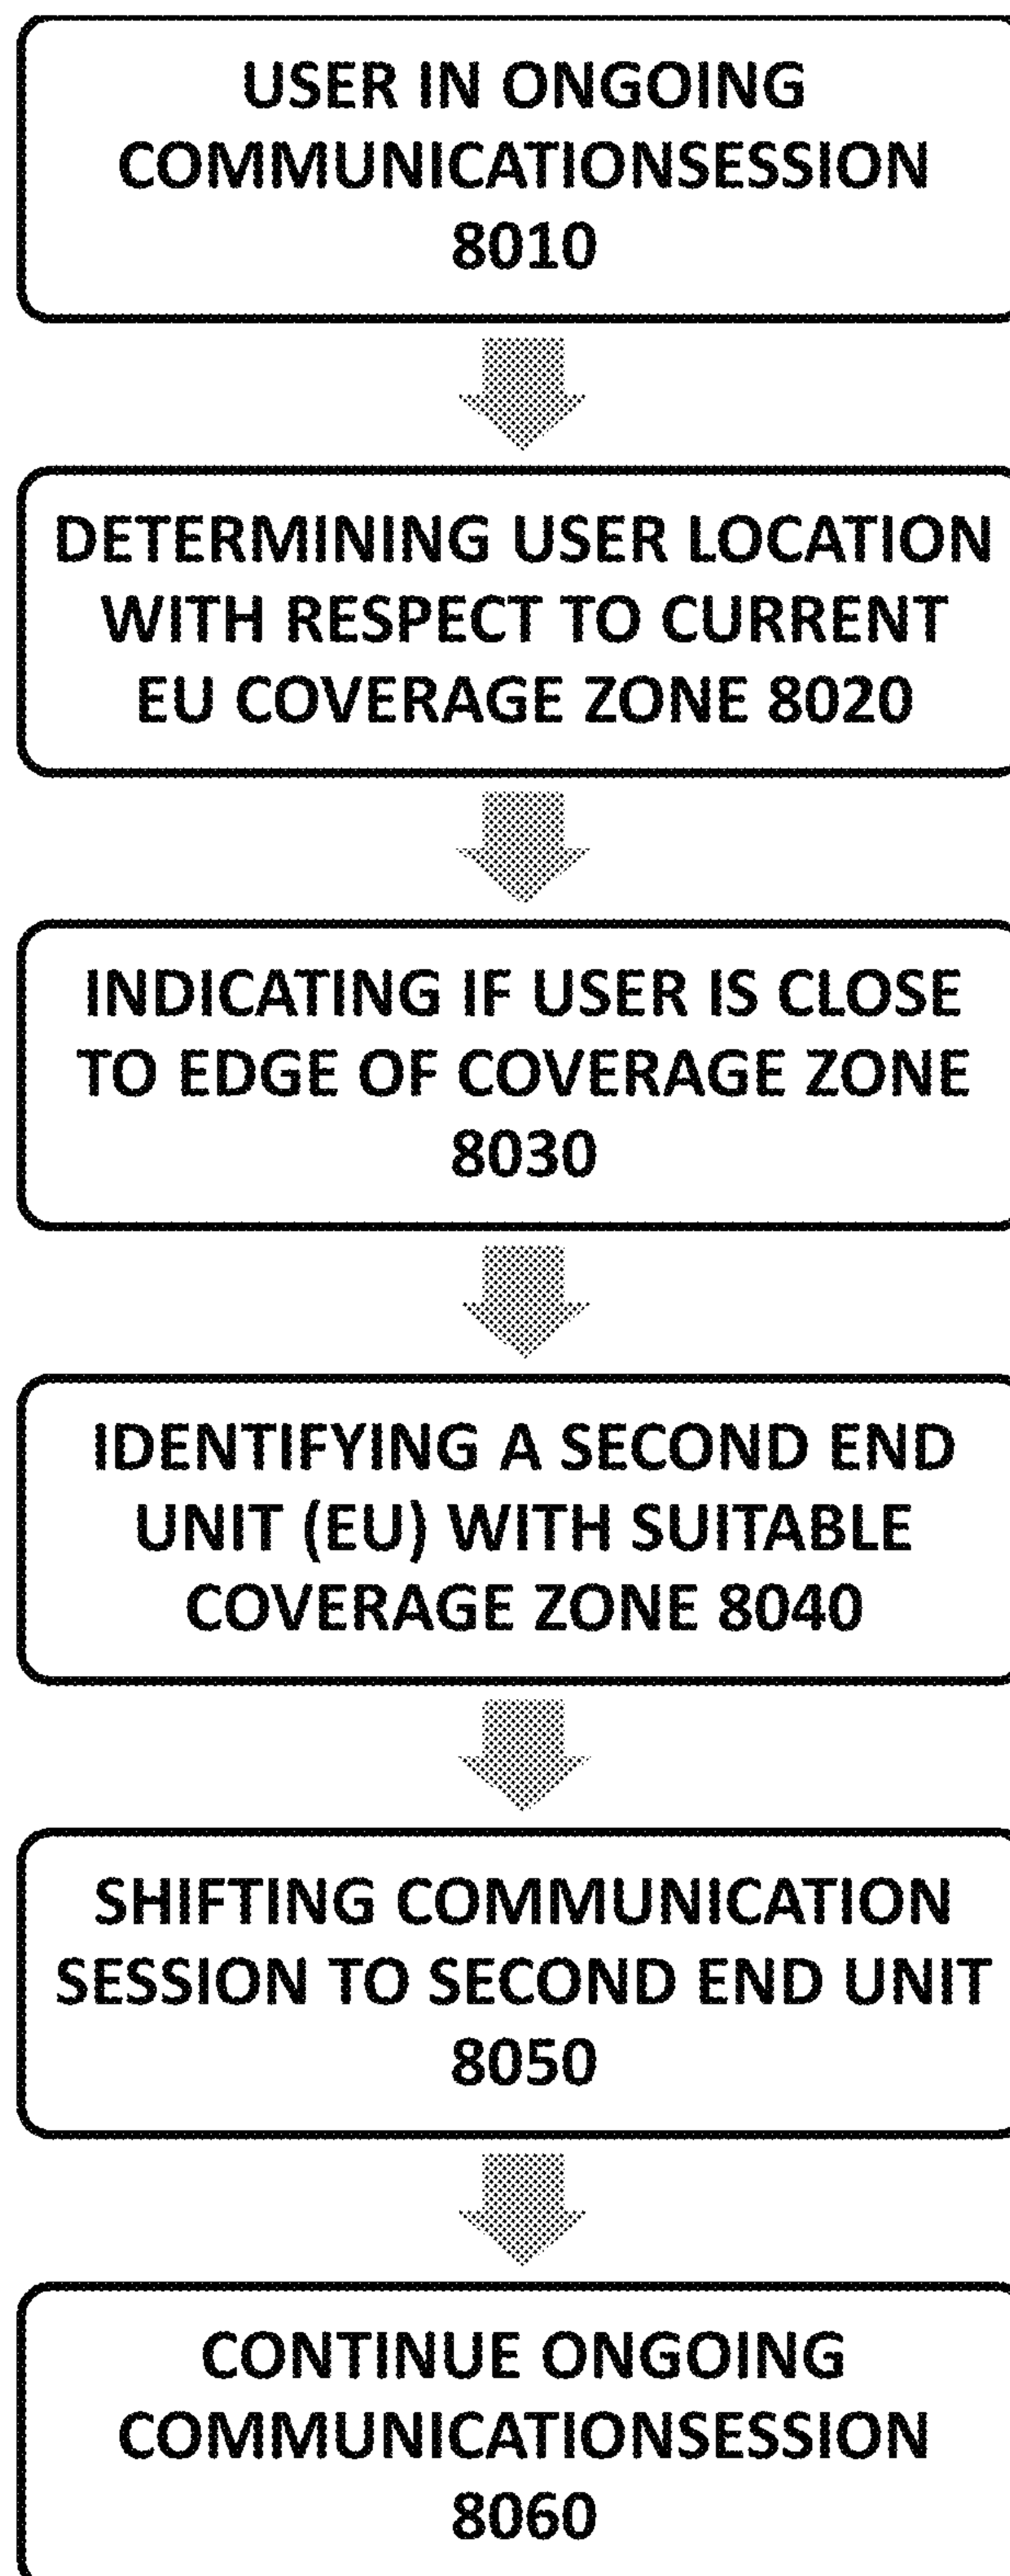 USER IN ONGOING
COMMUNICATIONSESSION
8010
DETERMINING USER LOCATION
WITH RESPECT TO CURRENT
EU COVERAGE ZONE 8020
INDICATING IF USER IS CLOSE
TO EDGE OF COVERAGE ZONE
8030
IDENTIFYING A SECOND END
UNIT (EU) WITH SUITABLE
COVERAGE ZONE 8040
SHIFTING COMMUNICATION
SESSION TO SECOND END UNIT
8050
CONTINUE ONGOING
COMMUNICATIONSESSION
8060